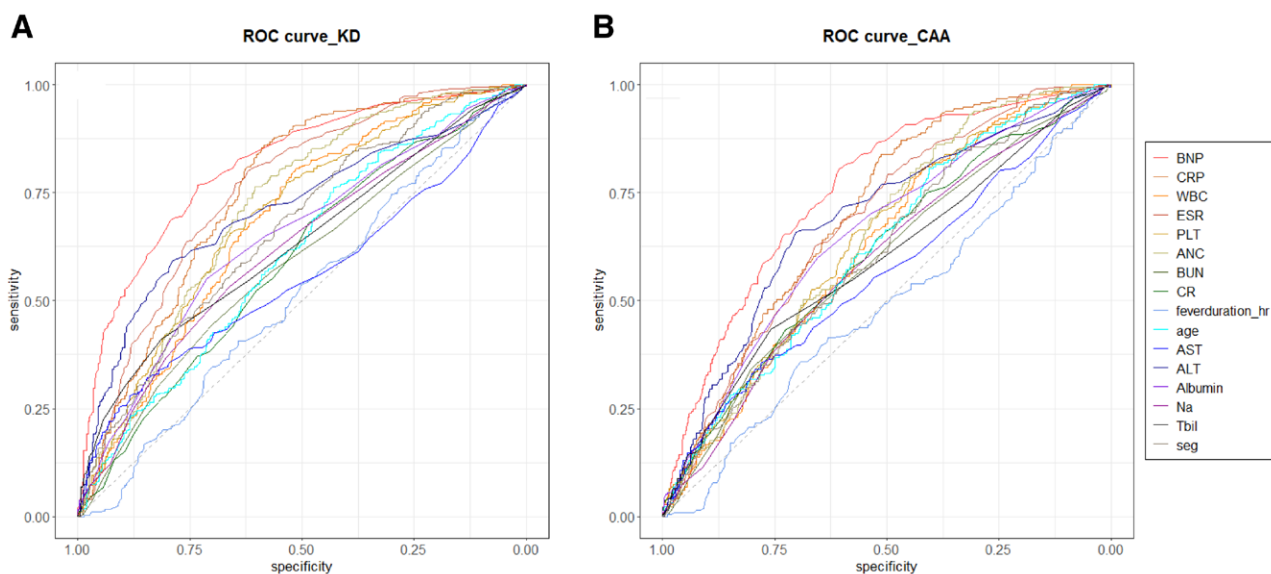 A
ROC curve_KD
1.00
0.75
0.50
0.25
0.00
sensitivity
1.00 0.75 0.50 0.25 0.00
specificity
B
ROC curve_CAA
1.00
0.75
0.50
0.25
0.00
sensitivity
1.00 0.75 0.50 0.25 0.00
specificity
BNP
CRP
WBC
ESR
PLT
ANC
BUN
CR
feverduration_hr
age
AST
ALT
Albumin
Na
Tbil
seg